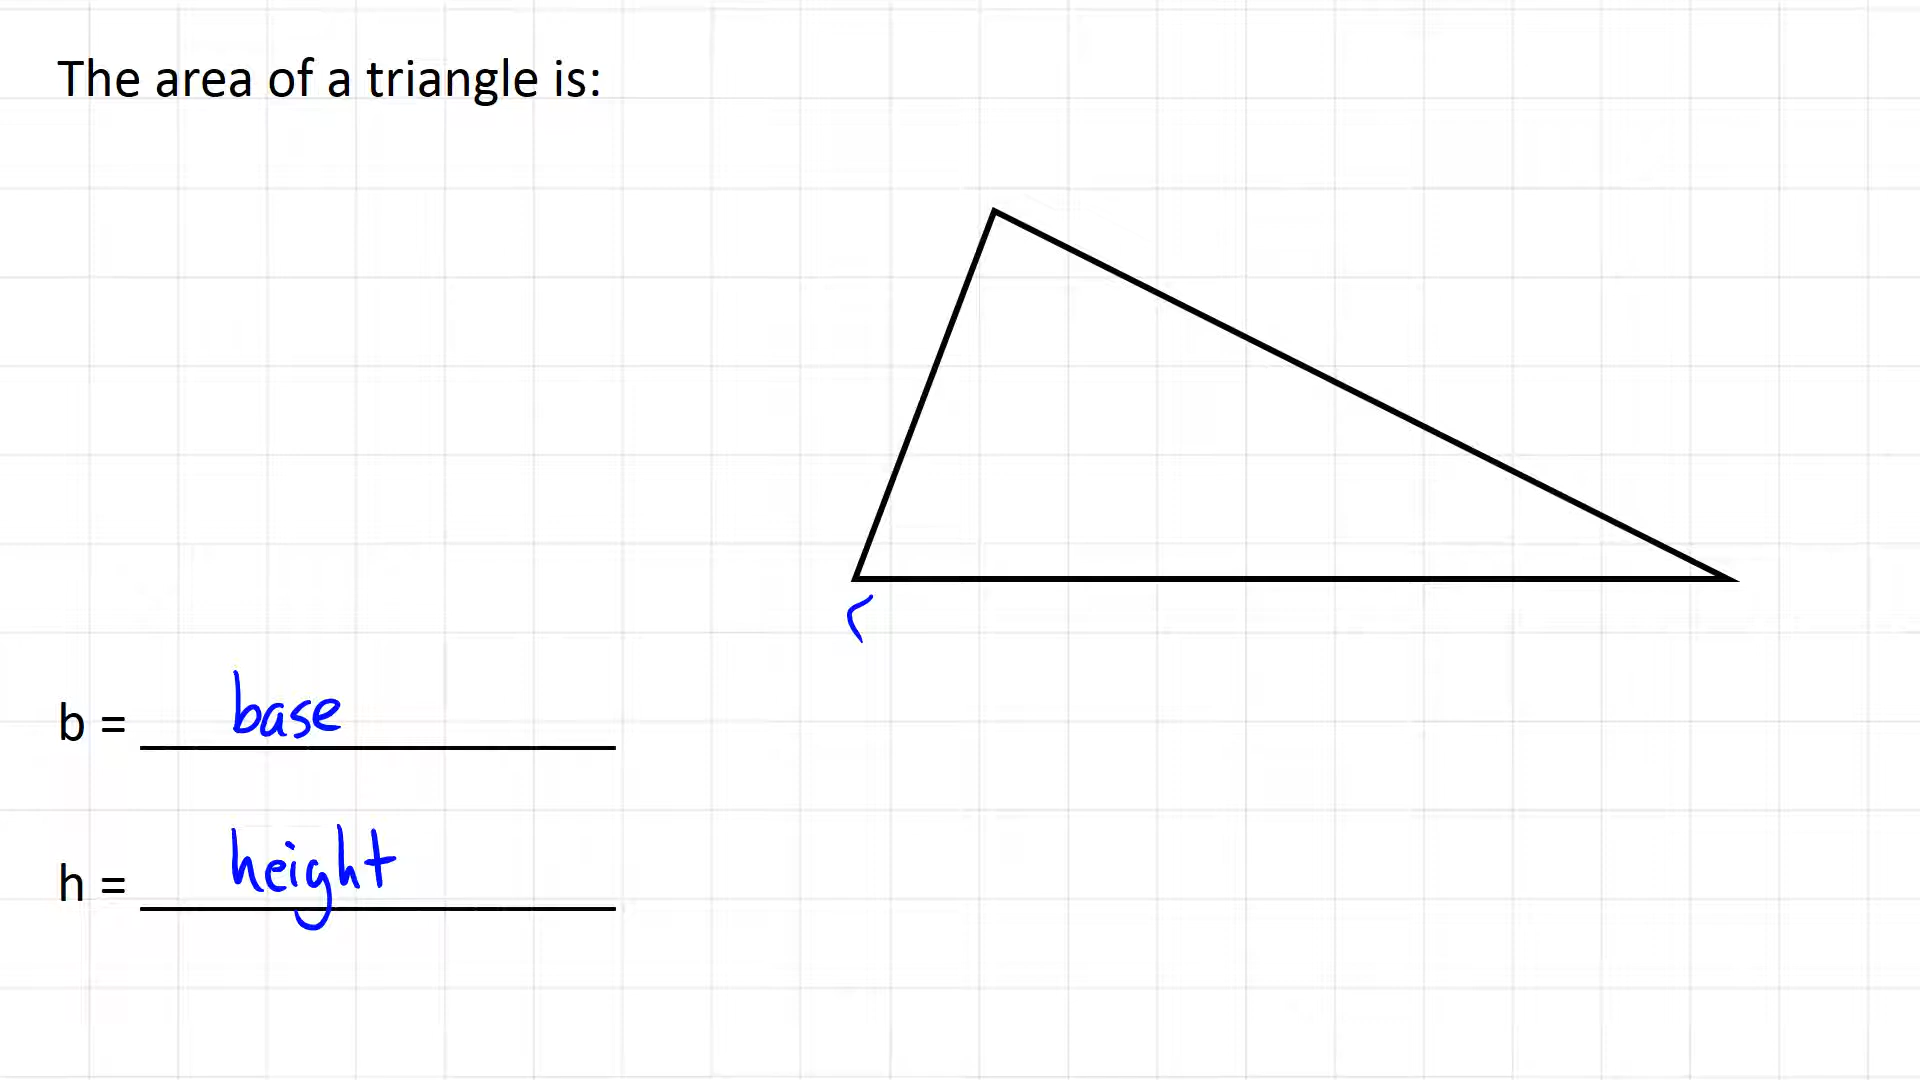 The area of a triangle is:
b = base
h = height